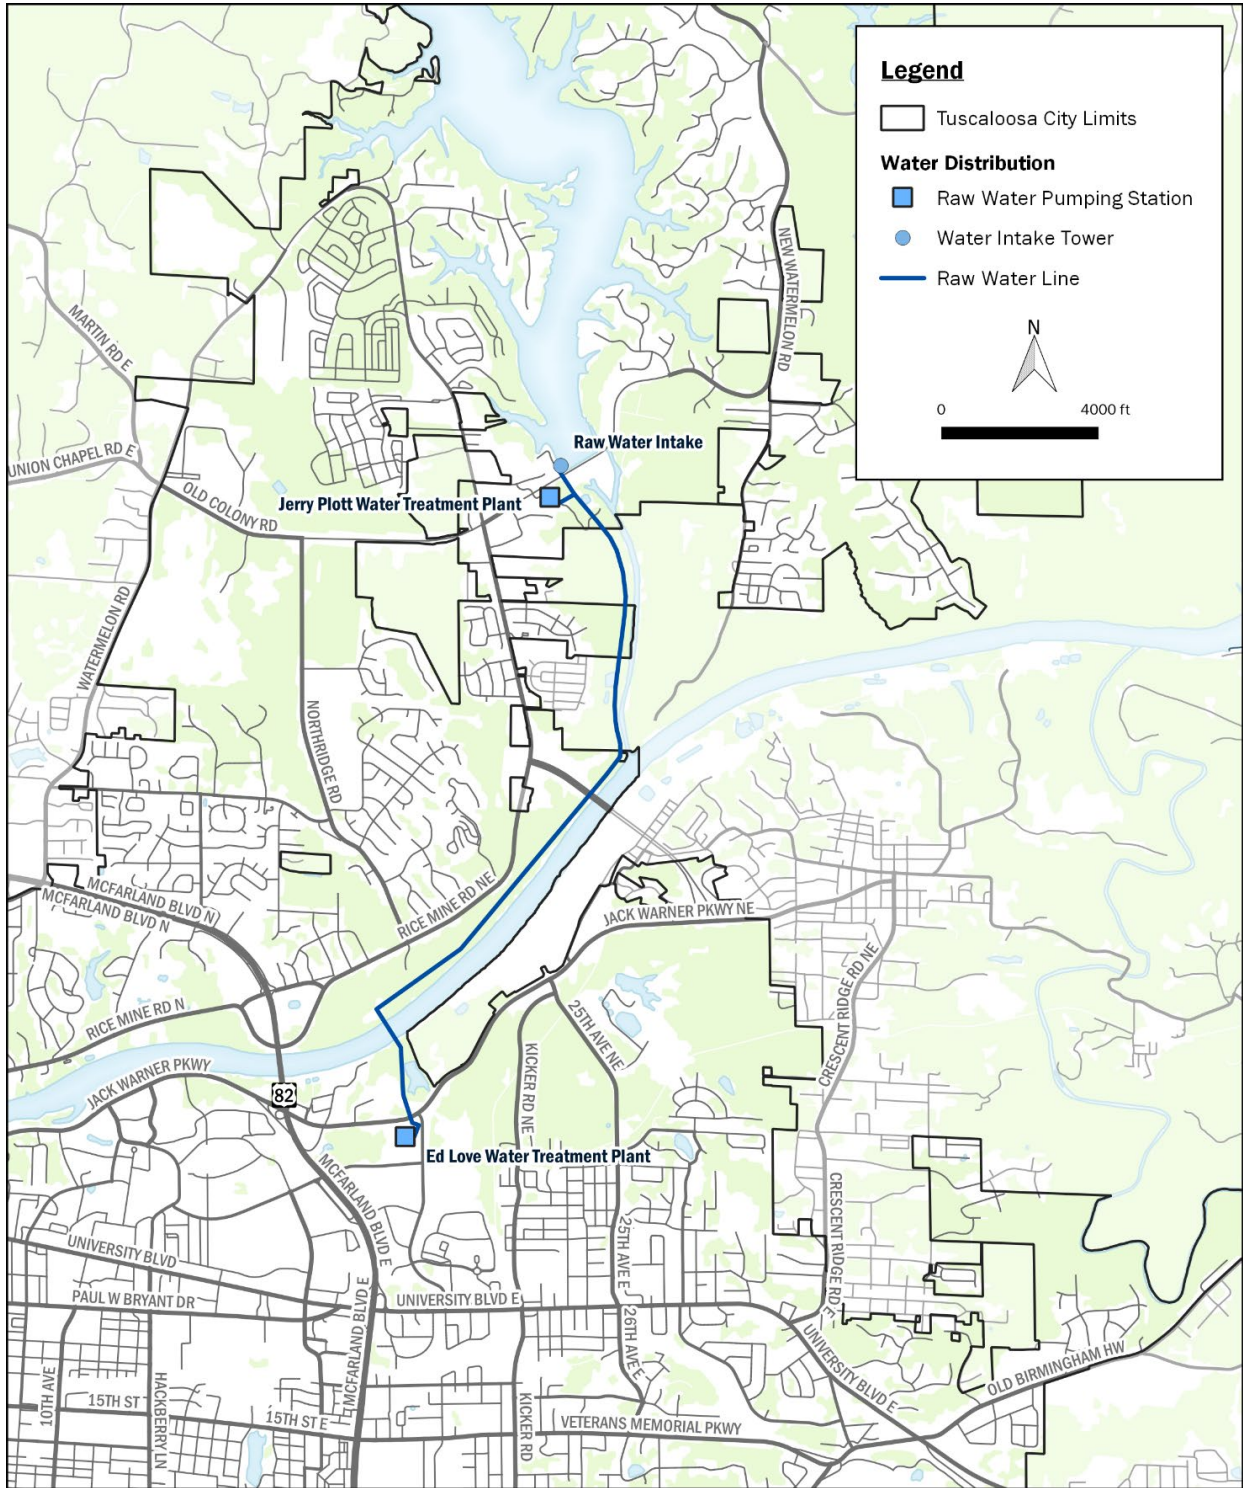 Legend
Tuscaloosa City Limits
Water Distribution
Raw Water Pumping Station
Water Intake Tower
Raw Water Line
N
0 4000 ft
NEW WATERMELON RD
MARTIN RD E
UNION CHAPEL RD E
OLD COLONY RD
Raw Water Intake
Jerry Plott Water Treatment Plant
WATERMELON RD
NORTHRIDGE RD
MCFARLAND BLVD N
MCFARLAND BLVD N
RICE MINE RD NE
JACK WARNER PKWY NE
CRESCENT RIDGE RD NE
RICE MINE RD N
25TH AVE NE
KICKER RD NE
JACK WARNER PKWY
82
Ed Love Water Treatment Plant
MCFARLAND BLVD E
CRESCENT RIDGE RD E
25TH AVE E
UNIVERSITY BLVD
PAUL W BRYANT DR
MCFARLAND BLVD E
UNIVERSITY BLVD E
26TH AVE E
UNIVERSITY BLVD E
OLD BIRMINGHAM HW
10TH AVE
15TH ST
HACKBERRY LN
15TH ST E
KICKER RD
VETERANS MEMORIAL PKWY